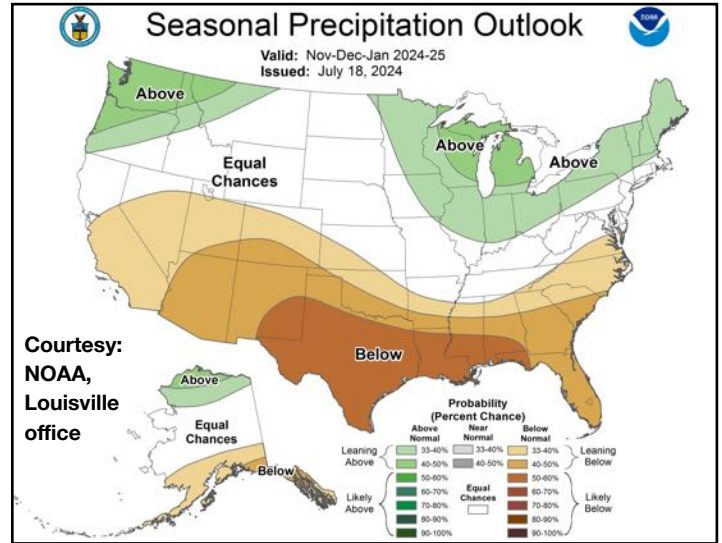 Seasonal Precipitation Outlook
Valid: Nov-Dec-Jan 2024-25
Issued: July 18, 2024
Above
Above
Above
Equal
Chances
Below
Courtesy:
NOAA,
Louisville
office
Above
Equal
Chances
Below
Probability
(Percent Chance)
Above
Normal
Near
Normal
Below
Normal
Leaning
Above
33-40%
40-50%
33-40%
40-50%
33-40%
40-50%
Leaning
Below
Likely
Above
50-60%
60-70%
70-80%
80-90%
90-100%
Equal
Chances
50-60%
60-70%
70-80%
80-90%
90-100%
Likely
Below